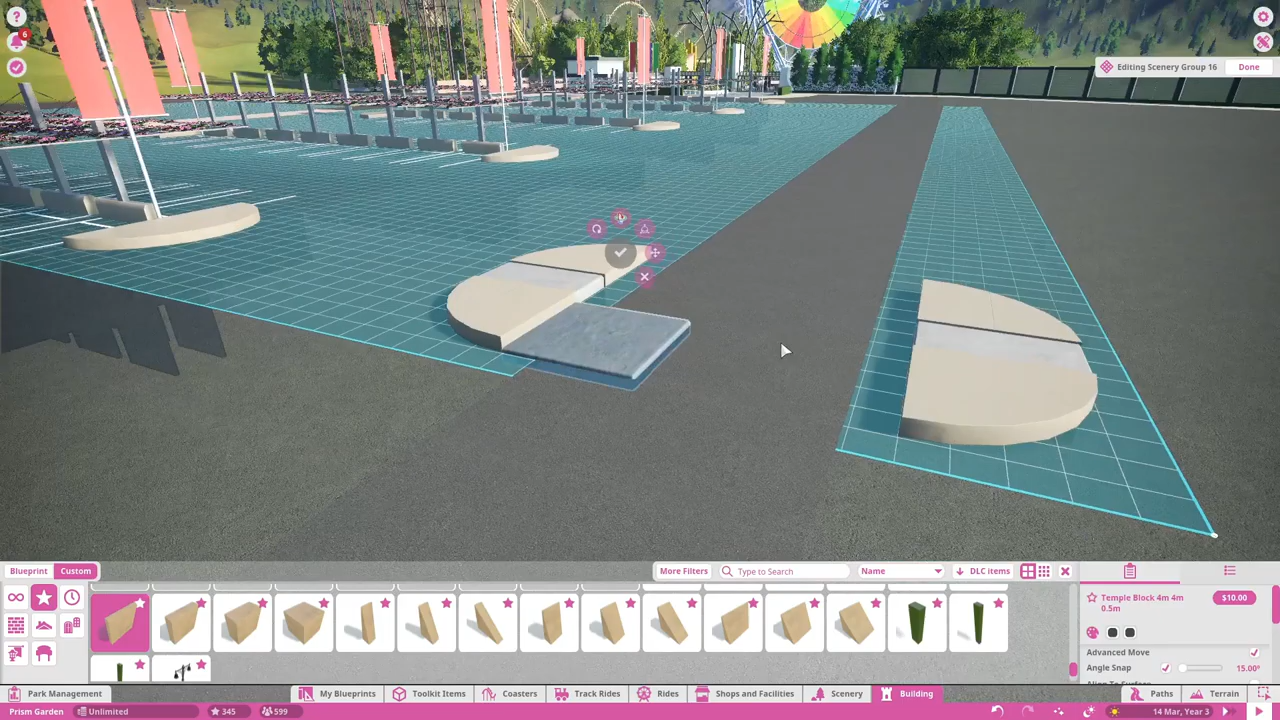 ?
6
Editing Scenery Group 16 Done
Blueprint Custom More Filters Type to Search Name DLC items
Temple Block 4m 4m 0.5m $10.00
Advanced Move
Angle Snap 15.00°
Park Management My Blueprints Toolkit Items Coasters Track Rides Rides Shops and Facilities Scenery Building Paths Terrain
Prism Garden Unlimited 345 599 14 Mar, Year 3